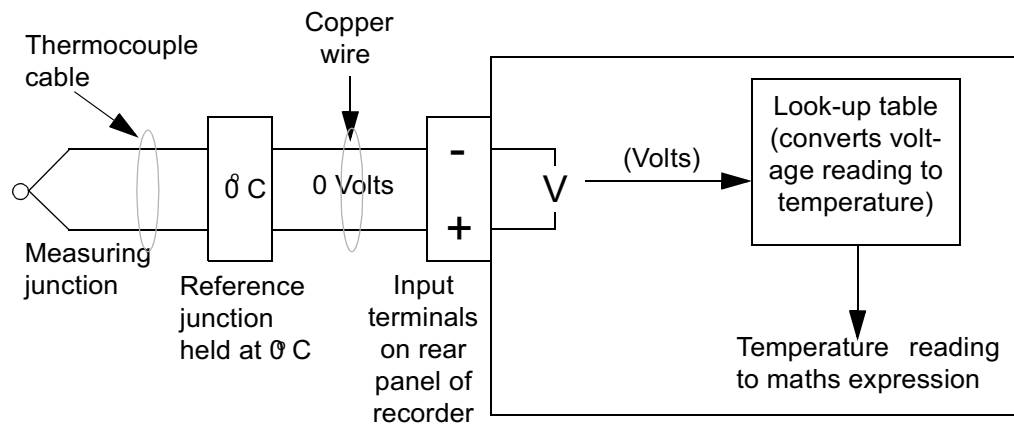 Thermocouple
cable
Copper
wire
0° C
0 Volts
-
+
V
(Volts)
Look-up table
(converts volt-
age reading to
temperature)
Measuring
junction
Reference
junction
held at 0° C
Input
terminals
on rear
panel of
recorder
Temperature reading
to maths expression